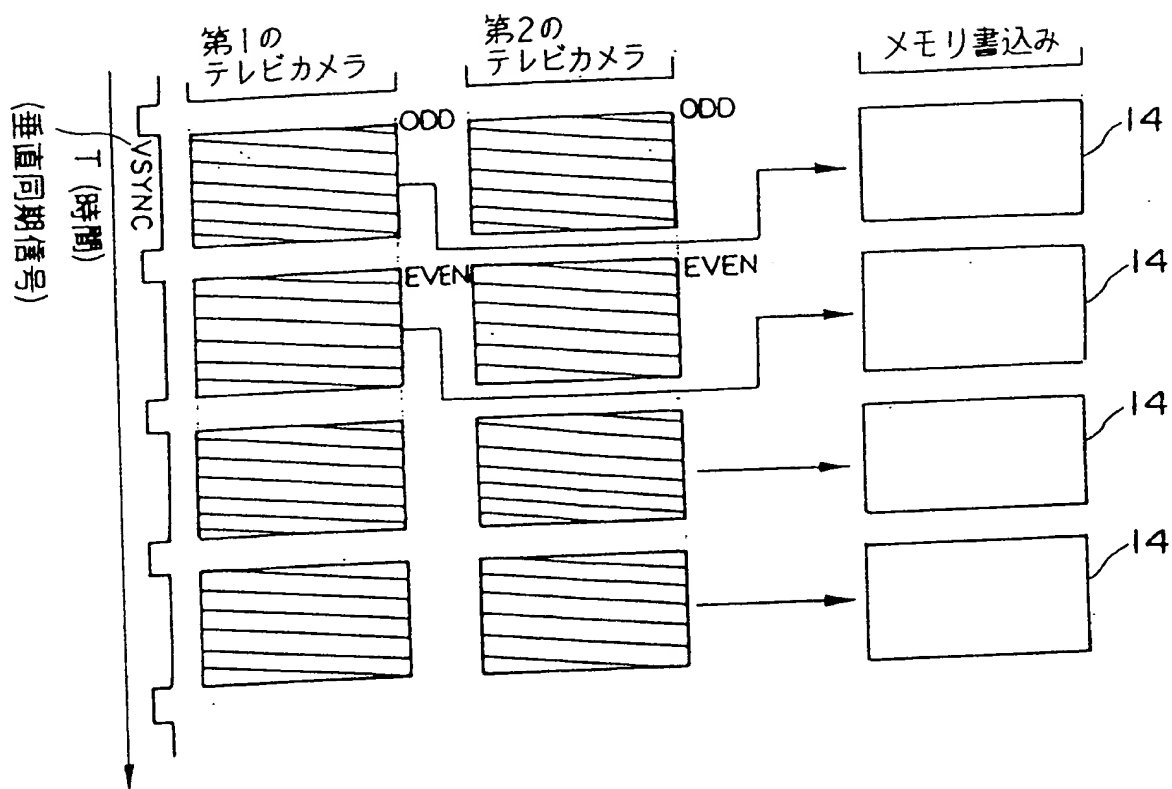 第1の
テレビカメラ
第2の
テレビカメラ
メモリ書込み
ODD
ODD
14
VSYNC
(垂直同期信号)
T (時間)
EVEN
EVEN
14
14
14